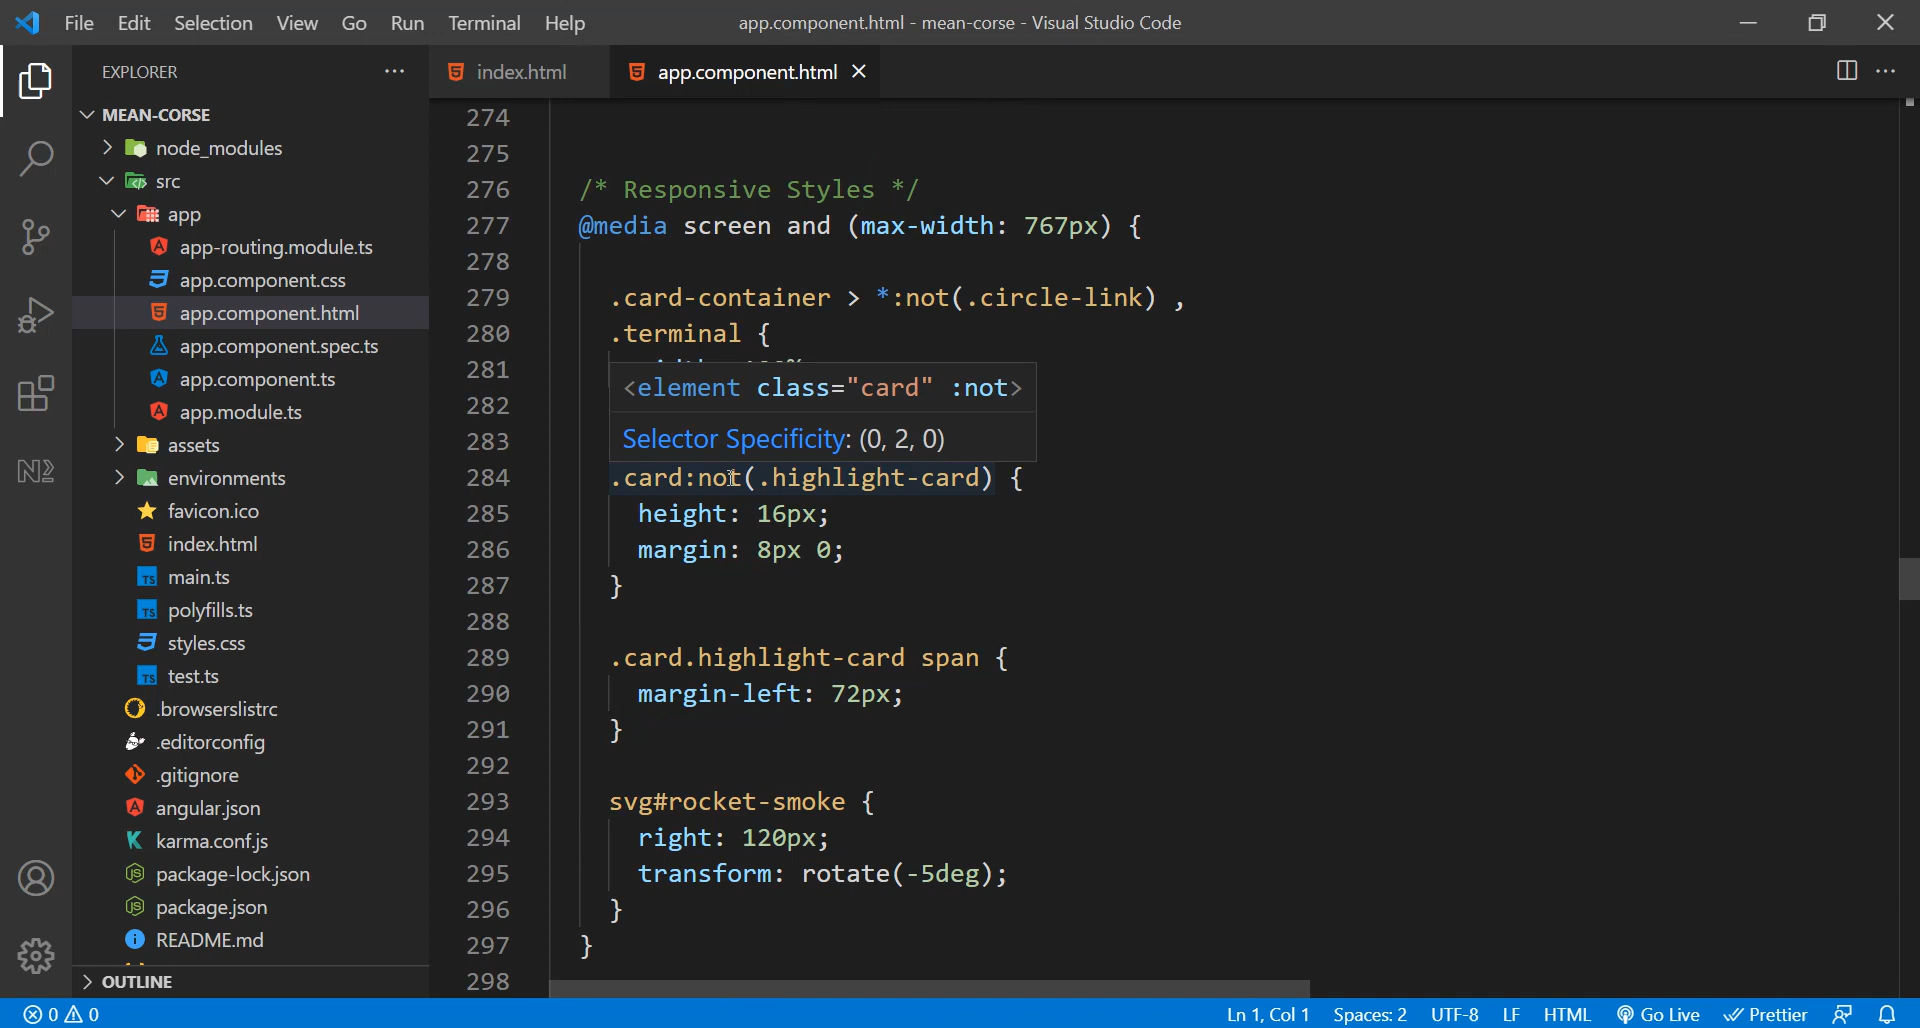 File Edit Selection View Go Run Terminal Help
app.component.html - mean-corse - Visual Studio Code
EXPLORER
index.html
app.component.html
MEAN-CORSE
node_modules
src
app
app-routing.module.ts
app.component.css
app.component.html
app.component.spec.ts
app.component.ts
app.module.ts
assets
environments
favicon.ico
index.html
main.ts
polyfills.ts
styles.css
test.ts
.browserslistrc
.editorconfig
.gitignore
angular.json
karma.conf.js
package-lock.json
package.json
README.md
OUTLINE
274
275
276 /* Responsive Styles */
277 @media screen and (max-width: 767px) {
278
279 .card-container > *:not(.circle-link) ,
280 .terminal {
281
282
283
<element class="card" :not>
Selector Specificity: (0, 2, 0)
284 .card:not(.highlight-card) {
285 height: 16px;
286 margin: 8px 0;
287 }
288
289 .card.highlight-card span {
290 margin-left: 72px;
291 }
292
293 svg#rocket-smoke {
294 right: 120px;
295 transform: rotate(-5deg);
296 }
297 }
298
0 0
Ln 1, Col 1 Spaces: 2 UTF-8 LF HTML Go Live Prettier